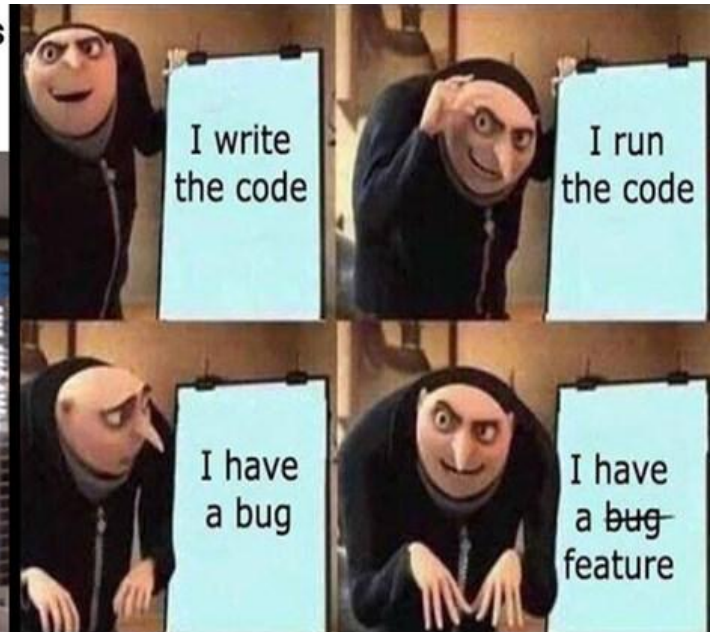 I write
the code
I run
the code
I have
a bug
I have
a bug
feature